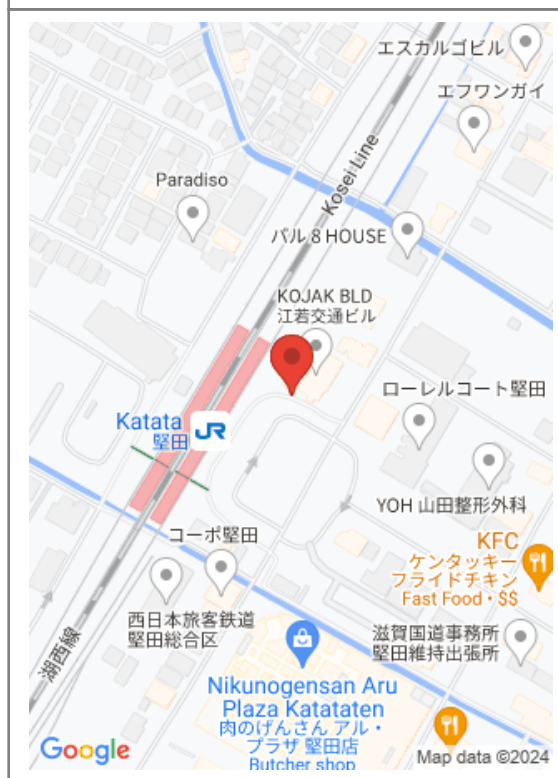 エスカルゴビル
エフワンガイ
Kosei Line
Paradiso
パル 8 HOUSE
KOJAK BLD
江若交通ビル
ローレルコート堅田
Katata
堅田
JR
YOH 山田整形外科
KFC
ケンタッキー
フライドチキン
Fast Food・$$
コーポ堅田
西日本旅客鉄道
堅田総合区
滋賀国道事務所
堅田維持出張所
湖西線
Nikunogensan Aru
Plaza Katataten
肉のげんさん アル・
プラザ 堅田店
Butcher shop
Google
Map data ©2024